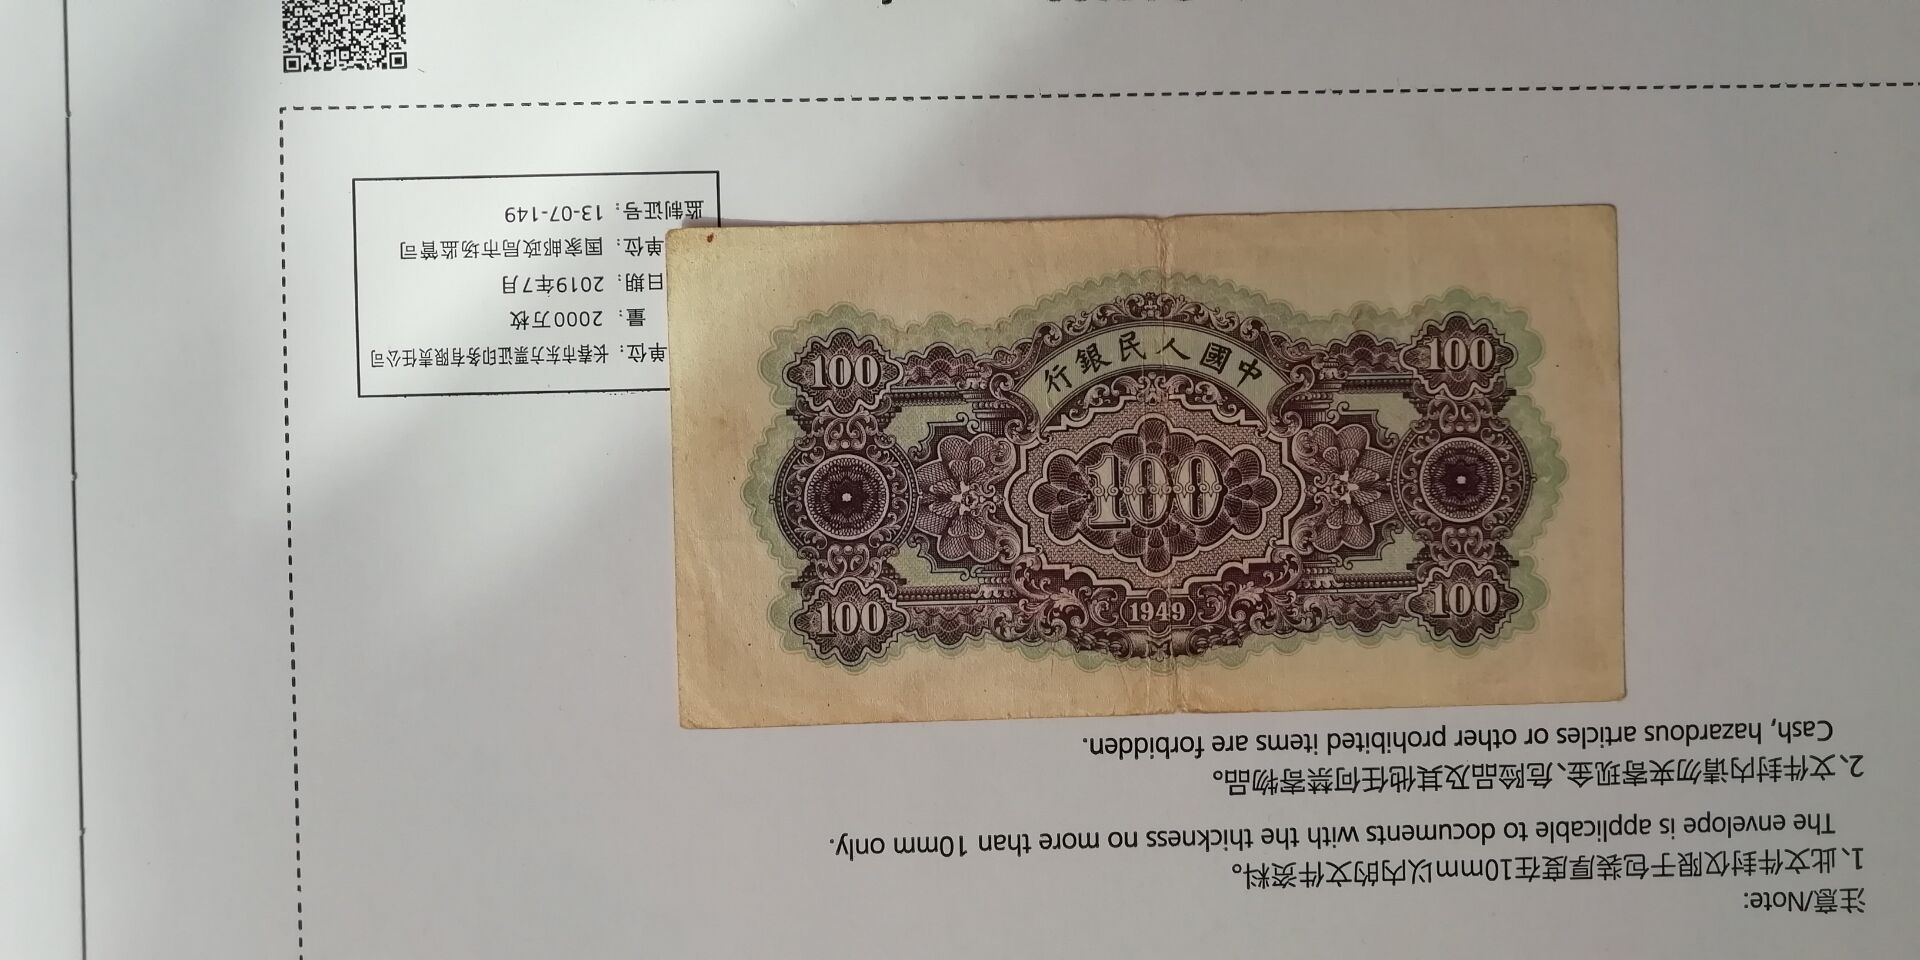 行銀民人國中
100
100
100
100
100
1949
监制证号：13-07-149
单位：国家邮政局市场监管司
日期：2019年7月
量：2000万枚
单位：长春市东方票证印务有限责任公司
注意/Note:
1、此文件封仅限于包装厚度在10mm以内的文件资料。
The envelope is applicable to documents with the thickness no more than 10mm only.
2、文件封内请勿夹寄现金、危险品及其他任何禁寄物品。
Cash, hazardous articles or other prohibited items are forbidden.